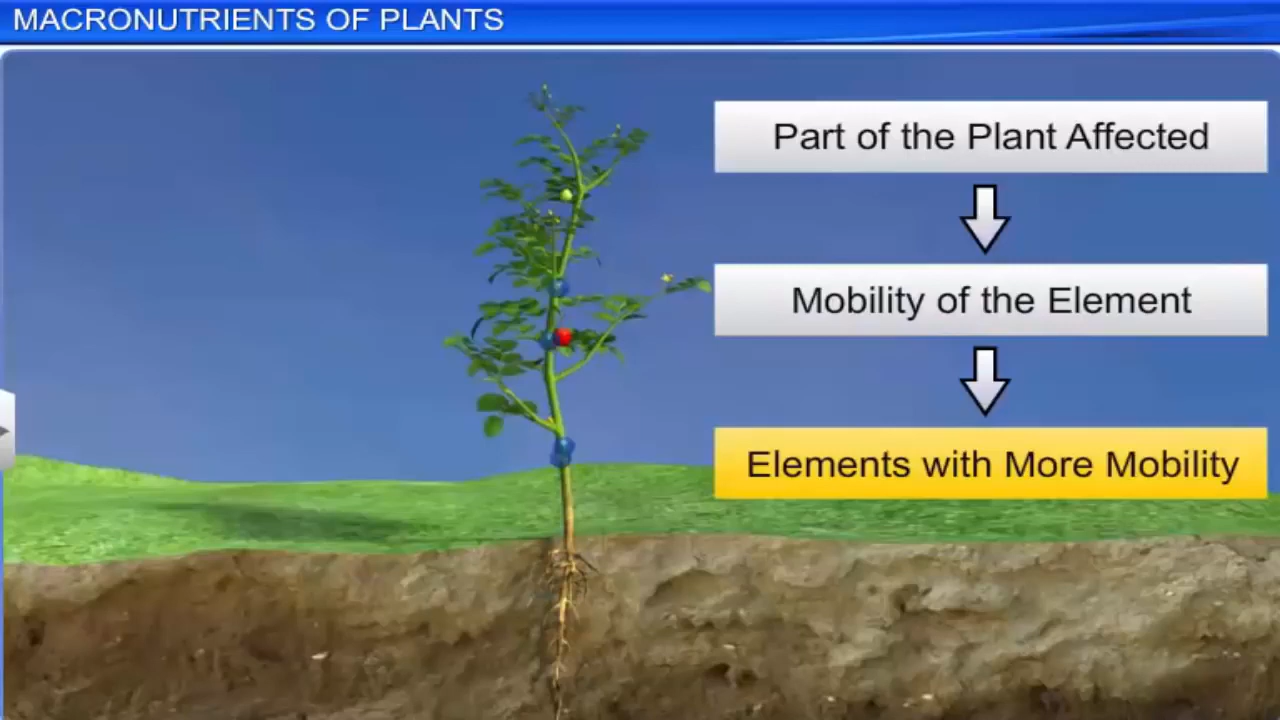 MACRONUTRIENTS OF PLANTS
Part of the Plant Affected
Mobility of the Element
Elements with More Mobility